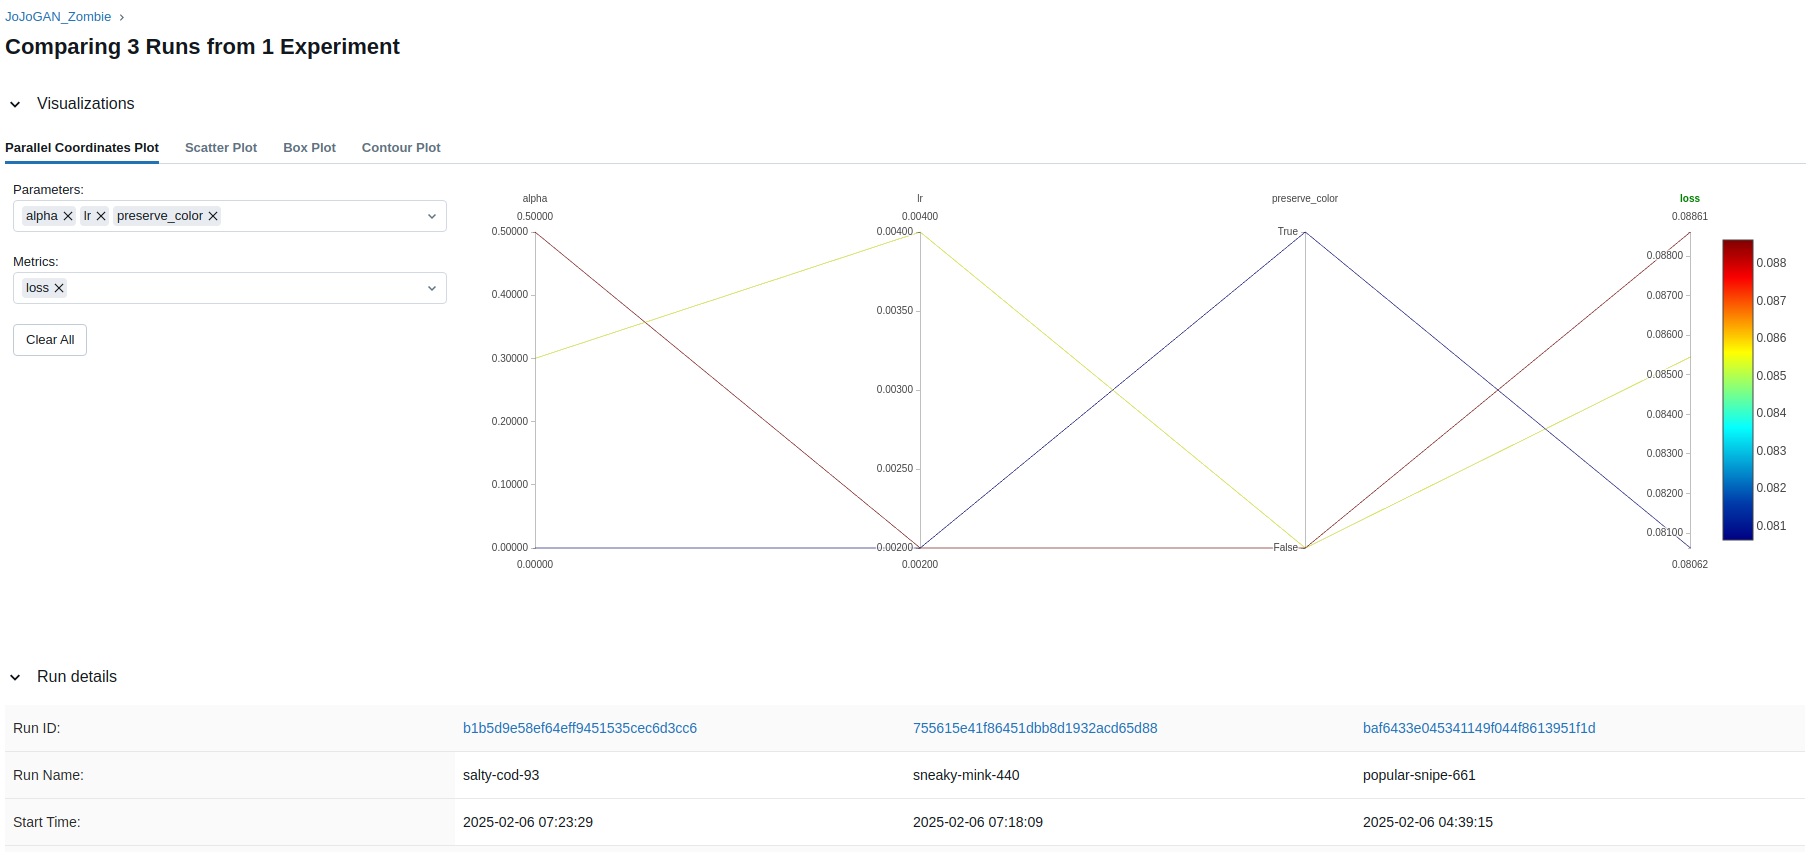 JoJoGAN_Zombie ›
Comparing 3 Runs from 1 Experiment
Visualizations
Parallel Coordinates Plot Scatter Plot Box Plot Contour Plot
Parameters:
alpha lr preserve_color
Metrics:
loss
Clear All
alpha lr preserve_color loss
0.50000 0.00400 0.08861
0.50000
0.40000
0.30000
0.20000
0.10000
0.00000
0.00000
0.00400
0.00350
0.00300
0.00250
0.00200
0.00200
True
False
0.08800
0.08700
0.08600
0.08500
0.08400
0.08300
0.08200
0.08100
0.08062
0.088
0.087
0.086
0.085
0.084
0.083
0.082
0.081
Run details
Run ID: b1b5d9e58ef64eff9451535cec6d3cc6 755615e41f86451dbb8d1932acd65d88 baf6433e045341149f044f8613951f1d
Run Name: salty-cod-93 sneaky-mink-440 popular-snipe-661
Start Time: 2025-02-06 07:23:29 2025-02-06 07:18:09 2025-02-06 04:39:15